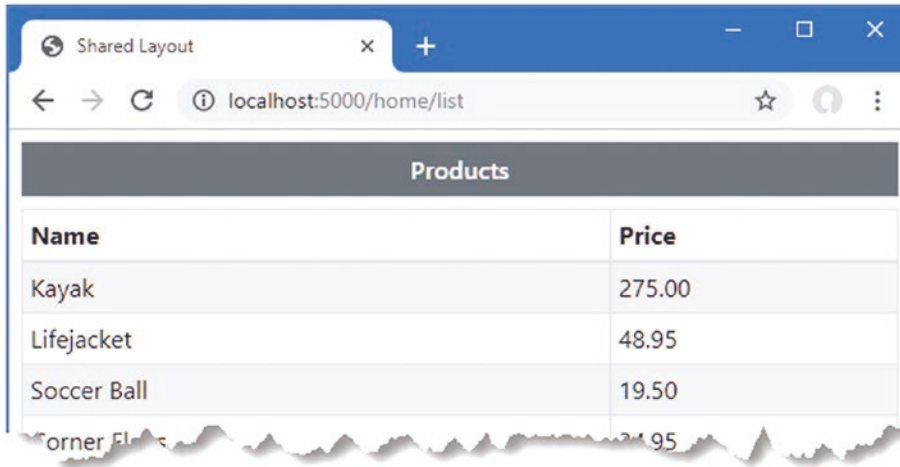 Shared Layout
localhost:5000/home/list
Products
Name Price
Kayak 275.00
Lifejacket 48.95
Soccer Ball 19.50